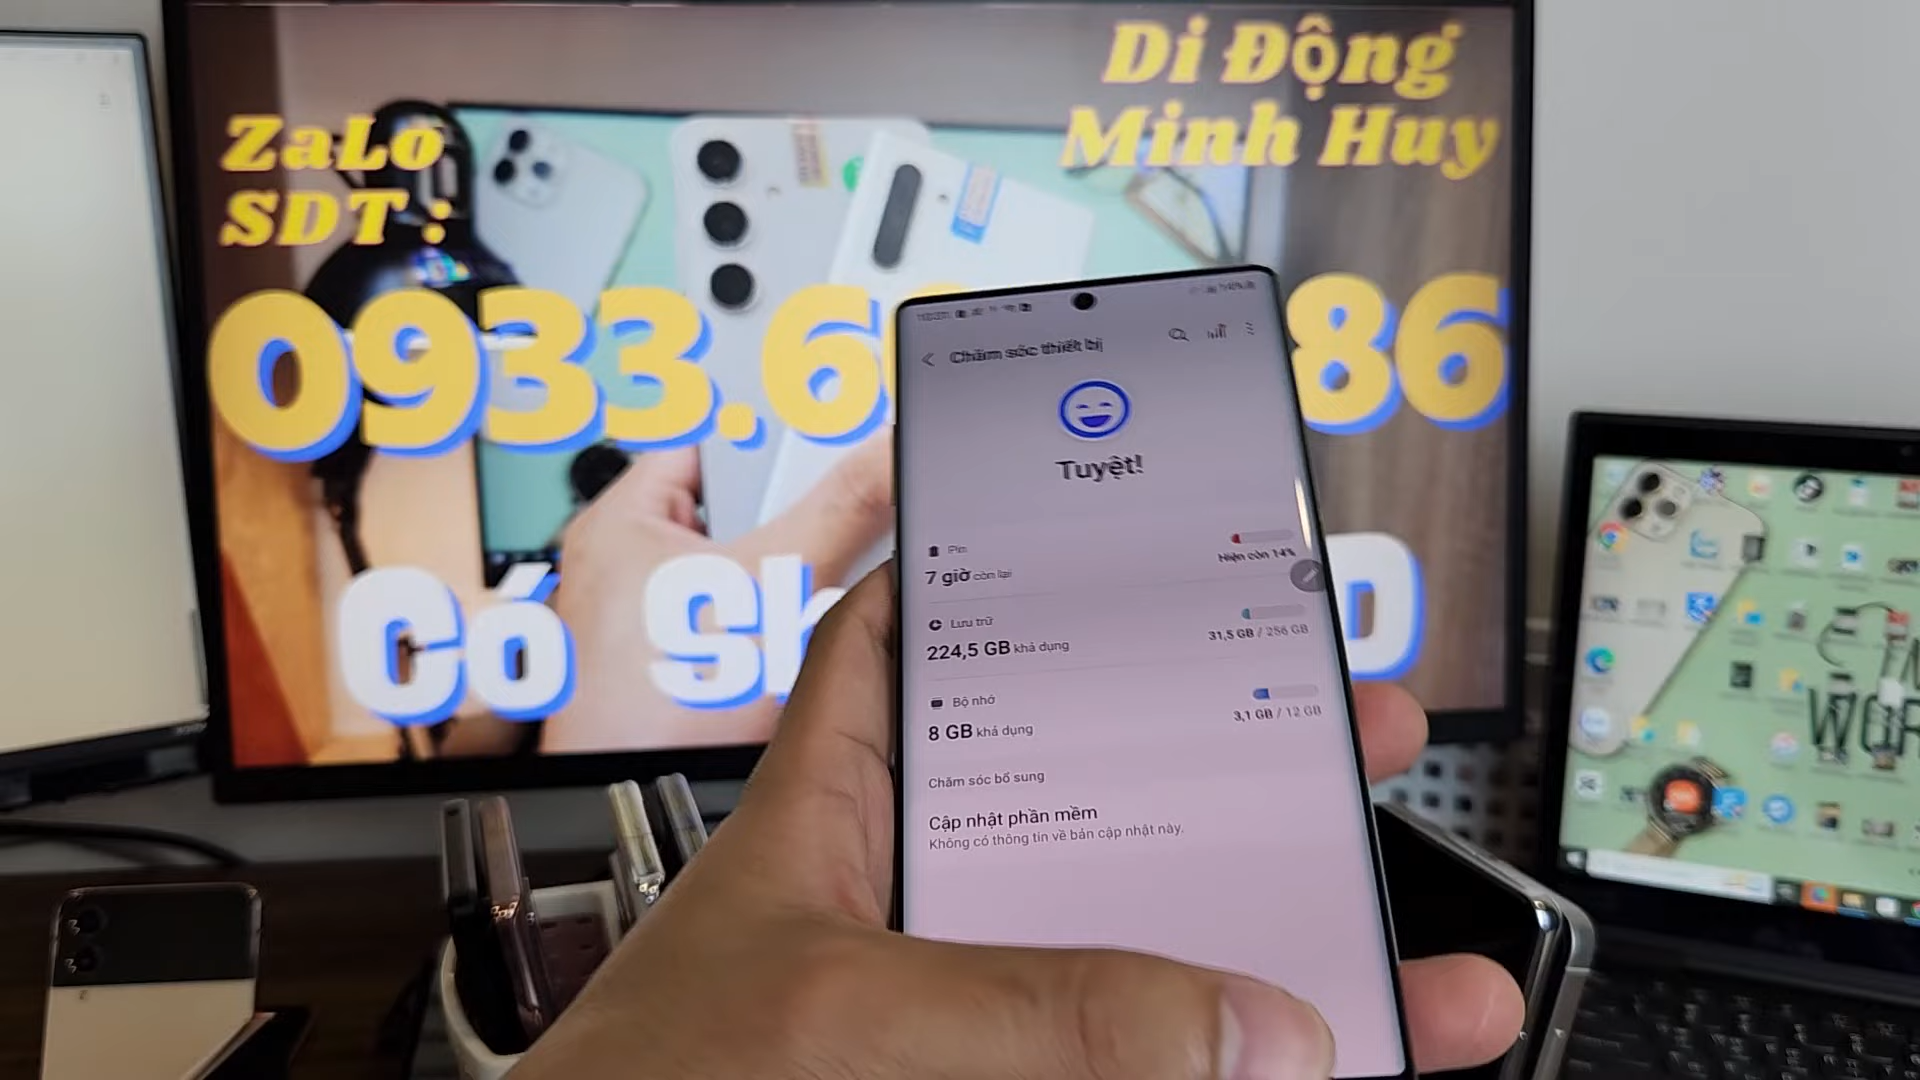 Di Động
Minh Huy
ZaLo
SDT :
0933.6
86
Có Sh
D
Chăm sóc thiết bị
Tuyệt!
Pin
7 giờ còn lại
Hiện còn 14%
Lưu trữ
224,5 GB khả dụng
31,5 GB / 256 GB
Bộ nhớ
8 GB khả dụng
3,1 GB / 12 GB
Chăm sóc bổ sung
Cập nhật phần mềm
Không có thông tin về bản cập nhật này.